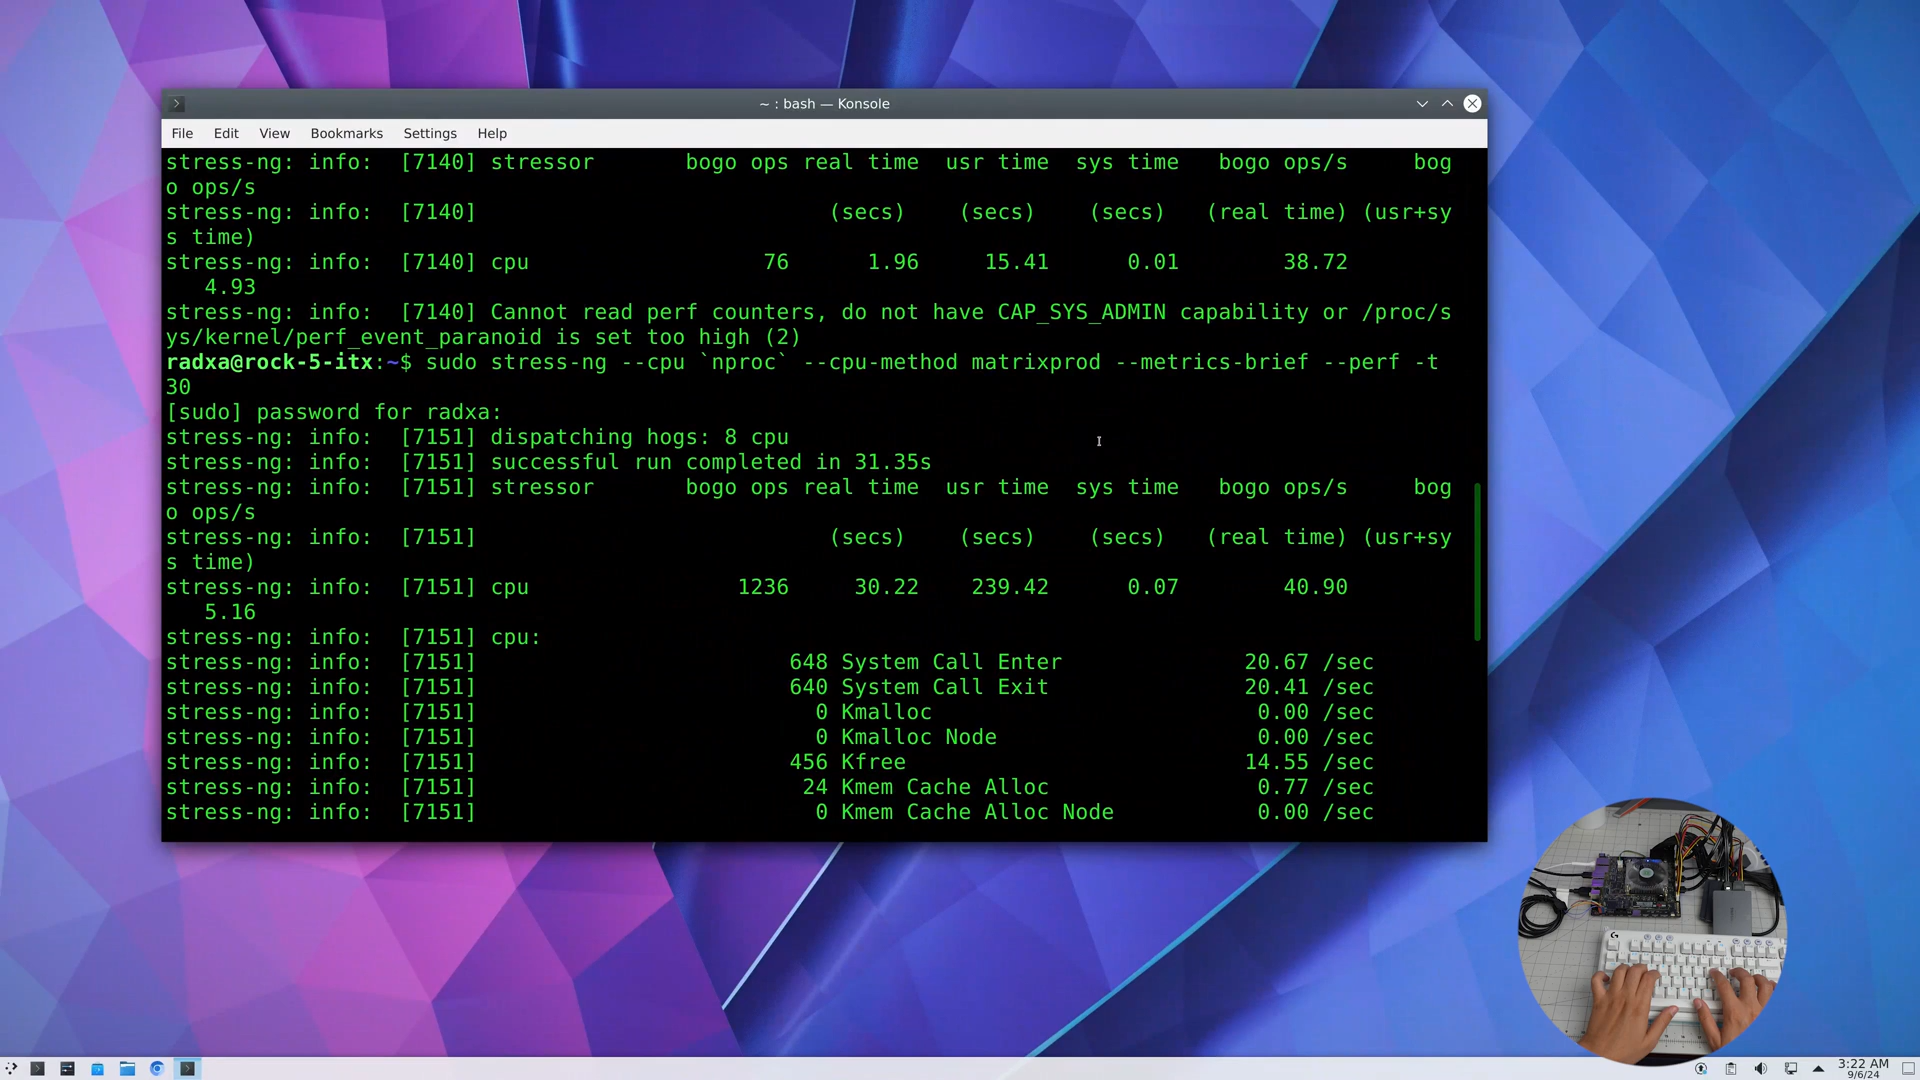 ~ : bash — Konsole
File Edit View Bookmarks Settings Help
stress-ng: info:  [7140] stressor       bogo ops real time  usr time  sys time   bogo ops/s     bog
o ops/s
stress-ng: info:  [7140]                           (secs)    (secs)    (secs)   (real time) (usr+sy
s time)
stress-ng: info:  [7140] cpu                  76      1.96     15.41      0.01        38.72
   4.93
stress-ng: info:  [7140] Cannot read perf counters, do not have CAP_SYS_ADMIN capability or /proc/s
ys/kernel/perf_event_paranoid is set too high (2)
radxa@rock-5-itx:~$ sudo stress-ng --cpu `nproc` --cpu-method matrixprod --metrics-brief --perf -t
30
[sudo] password for radxa:
stress-ng: info:  [7151] dispatching hogs: 8 cpu
stress-ng: info:  [7151] successful run completed in 31.35s
stress-ng: info:  [7151] stressor       bogo ops real time  usr time  sys time   bogo ops/s     bog
o ops/s
stress-ng: info:  [7151]                           (secs)    (secs)    (secs)   (real time) (usr+sy
s time)
stress-ng: info:  [7151] cpu                1236     30.22    239.42      0.07        40.90
   5.16
stress-ng: info:  [7151] cpu:
stress-ng: info:  [7151]                        648 System Call Enter              20.67 /sec
stress-ng: info:  [7151]                        640 System Call Exit               20.41 /sec
stress-ng: info:  [7151]                          0 Kmalloc                         0.00 /sec
stress-ng: info:  [7151]                          0 Kmalloc Node                    0.00 /sec
stress-ng: info:  [7151]                        456 Kfree                          14.55 /sec
stress-ng: info:  [7151]                         24 Kmem Cache Alloc                0.77 /sec
stress-ng: info:  [7151]                          0 Kmem Cache Alloc Node           0.00 /sec
3:22 AM
9/6/24